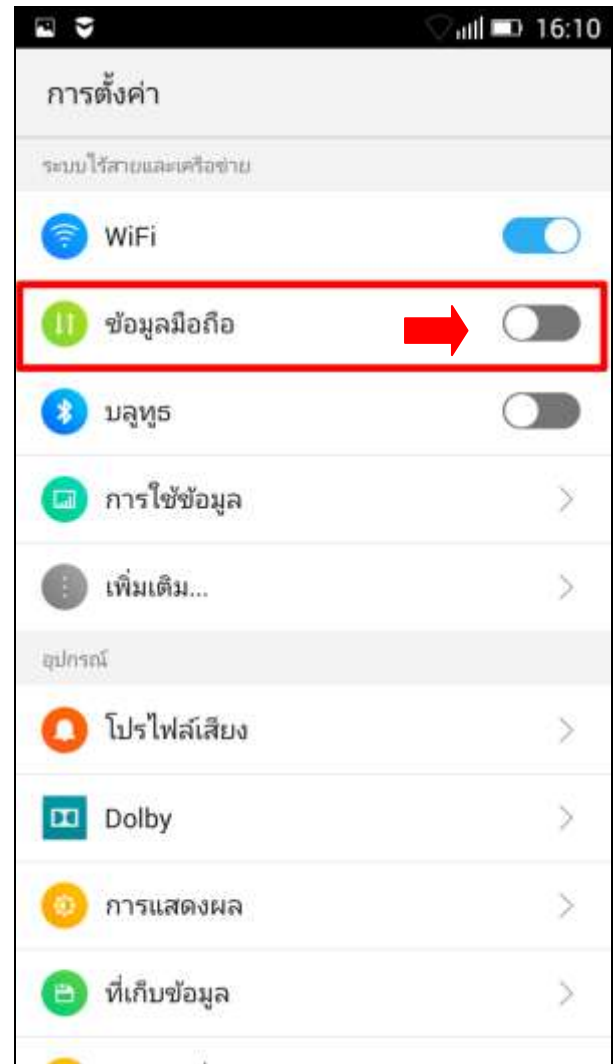 16:10
การตั้งค่า
ระบบไร้สายและเครือข่าย
WiFi
ข้อมูลมือถือ
บลูทูธ
การใช้ข้อมูล
เพิ่มเติม...
อุปกรณ์
โปรไฟล์เสียง
Dolby
การแสดงผล
ที่เก็บข้อมูล